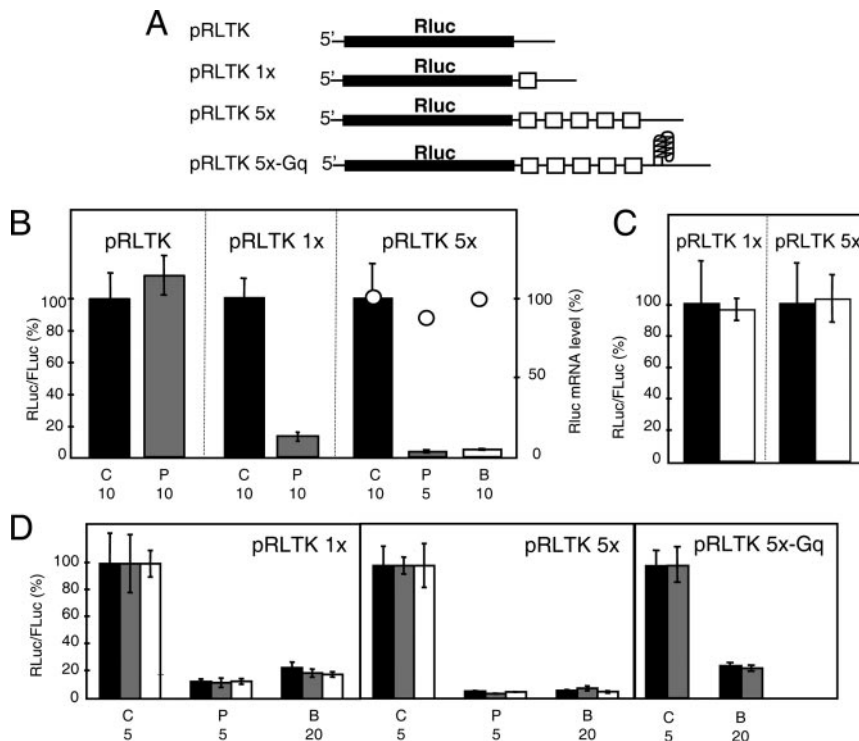 A
pRLTK 5' Rluc
pRLTK 1x 5' Rluc
pRLTK 5x 5' Rluc
pRLTK 5x-Gq 5' Rluc
B
pRLTK pRLTK 1x pRLTK 5x
RLuc/FLuc (%)
100
80
60
40
20
0
100
50
0
Rluc mRNA level (%)
C P C P C P B
10 10 10 10 10 5 10
C
pRLTK 1x pRLTK 5x
RLuc/FLuc (%)
100
80
60
40
20
0
D
pRLTK 1x pRLTK 5x pRLTK 5x-Gq
RLuc/FLuc (%)
100
80
60
40
20
0
C P B C P B C B
5 5 20 5 5 20 5 20